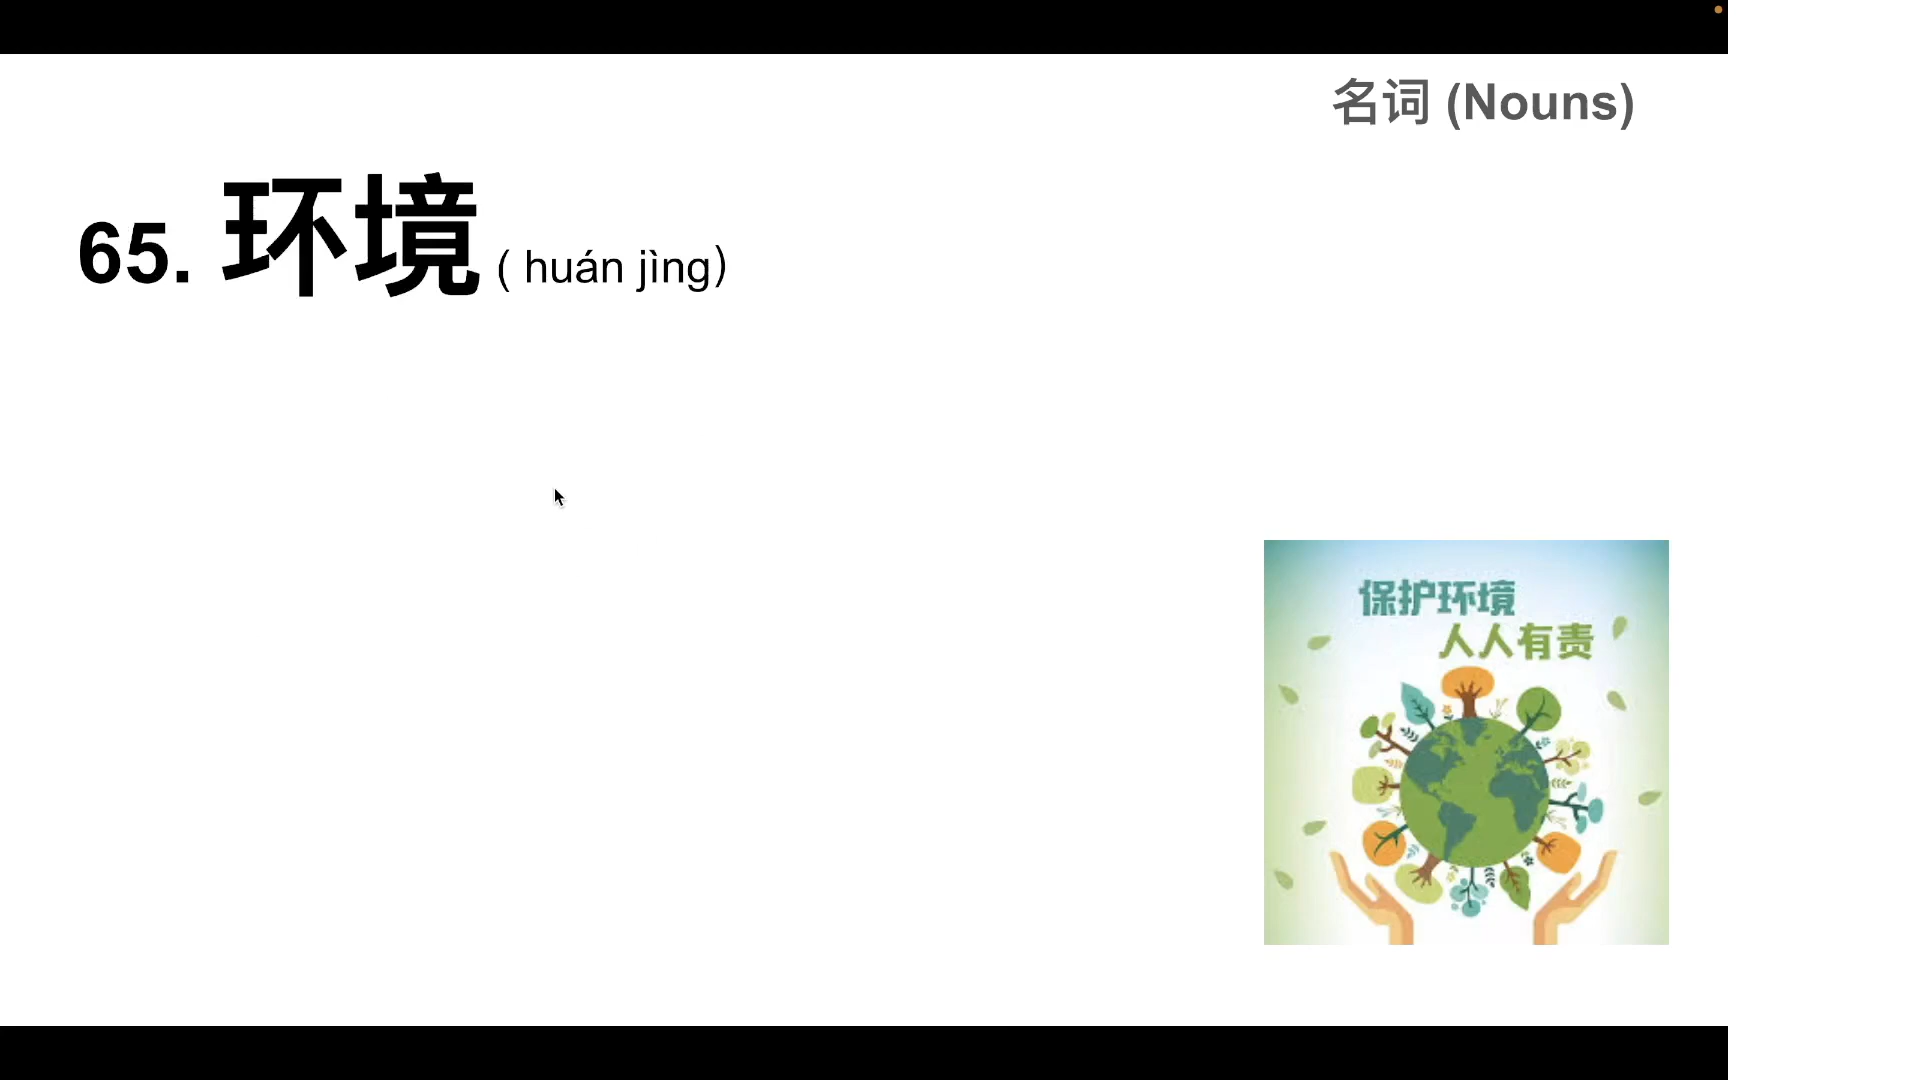 名词 (Nouns)
65. 环境 ( huán jìng)
保护环境
人人有责